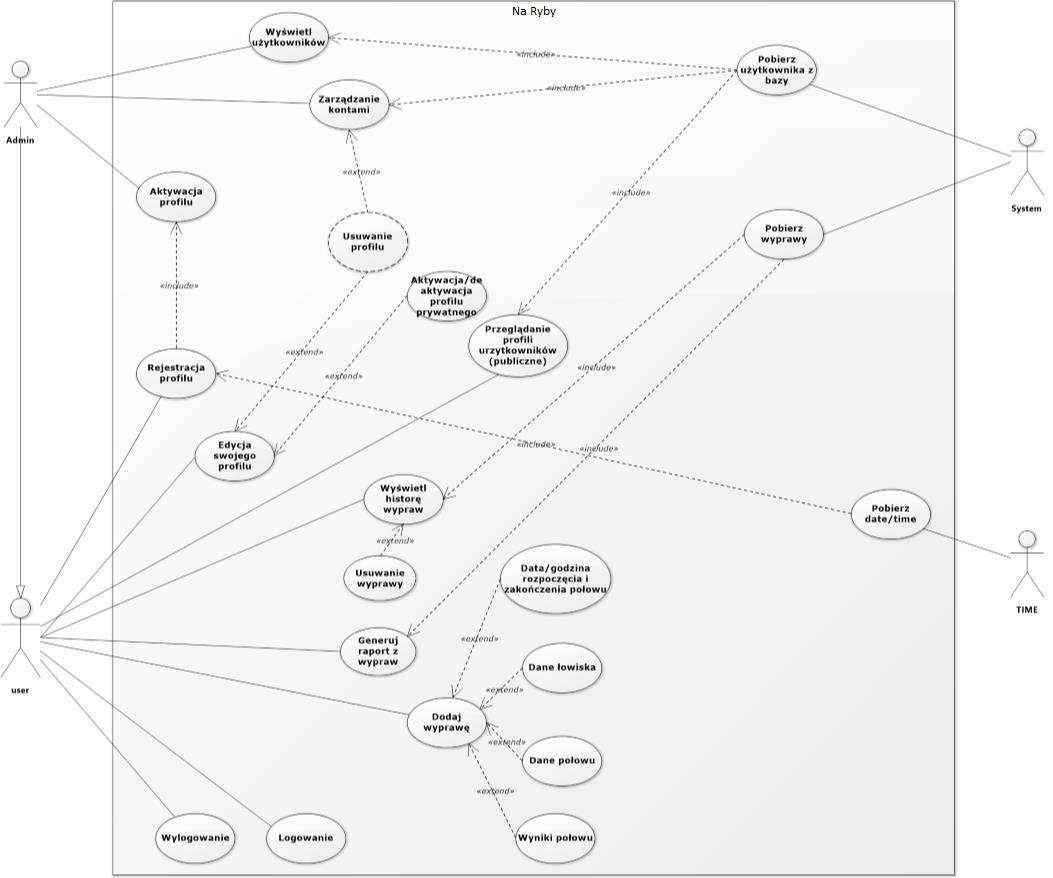 Na Ryby
Wyświetl
użytkowników
«include»
Pobierz
użytkownika z
bazy
«include»
Zarządzanie
kontami
Admin
«extend»
System
Aktywacja
profilu
«include»
Usuwanie
profilu
Pobierz
wyprawy
Aktywacja/de
aktywacja
profilu
prywatnego
«include»
Przeglądanie
profili
urzytkowników
(publiczne)
«extend»
«extend»
«include»
Rejestracja
profilu
«include»
«include»
Edycja
swojego
profilu
Wyświetl
historę
wypraw
Pobierz
date/time
«extend»
Usuwanie
wyprawy
Data/godzina
rozpoczęcia i
zakończenia połowu
TIME
user
Generuj
raport z
wypraw
«extend»
Dane łowiska
«extend»
Dodaj
wyprawę
«extend»
Dane połowu
«extend»
Wylogowanie
Logowanie
Wyniki połowu